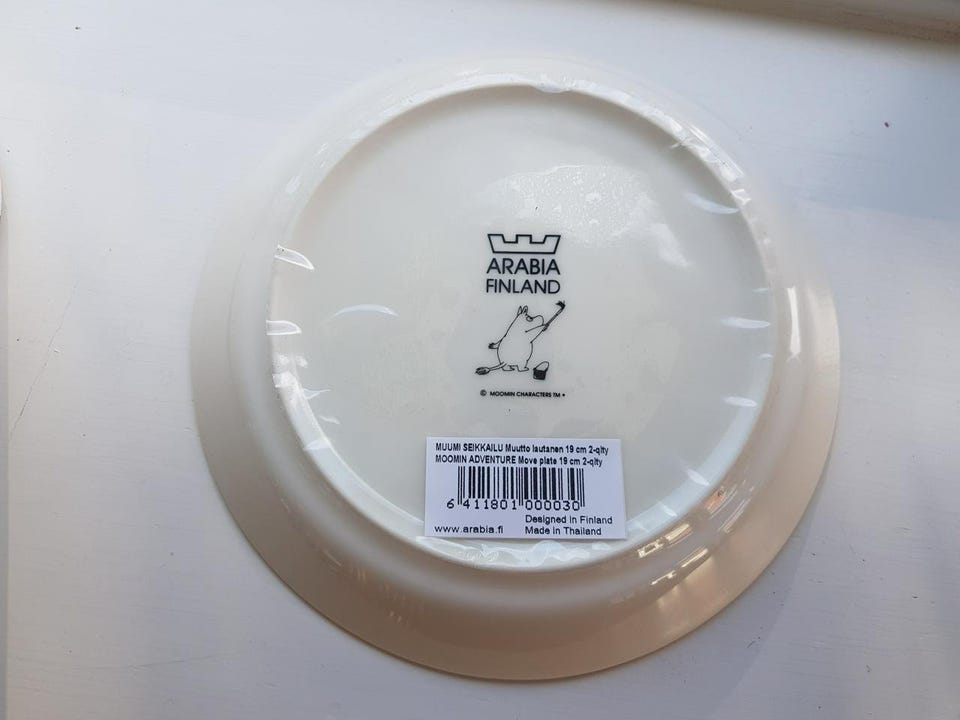 ARABIA
FINLAND
© MOOMIN CHARACTERS TM +
MUUMI SEIKKAILU Muutto lautanen 19 cm 2-qlty
MOOMIN ADVENTURE Move plate 19 cm 2-qlty
6 411801 000030
Designed in Finland
www.arabia.fi Made in Thailand